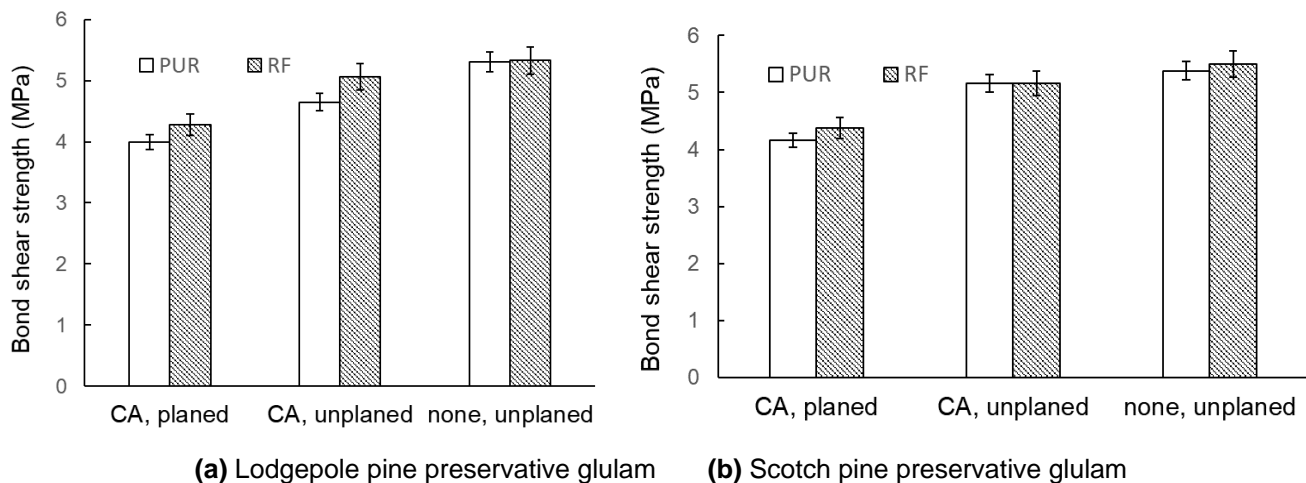 Bond shear strength (MPa)
6
5
4
3
2
1
0
PUR RF
CA, planed CA, unplaned none, unplaned
(a) Lodgepole pine preservative glulam
Bond shear strength (MPa)
6
5
4
3
2
1
0
PUR RF
CA, planed CA, unplaned none, unplaned
(b) Scotch pine preservative glulam